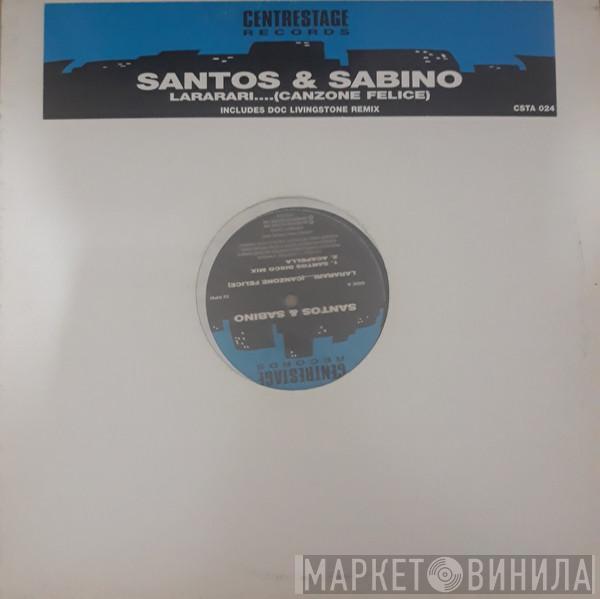 CENTRESTAGE
RECORDS
SANTOS & SABINO
LARARARI....(CANZONE FELICE)
INCLUDES DOC LIVINGSTONE REMIX
CSTA 024
CENTRESTAGE
RECORDS
SANTOS & SABINO
LARARARI.....(CANZONE FELICE)
SIDE A
1. SANTOS DISCO MIX
2. ACAPELLA
МАРКЕТ ВИНИЛА